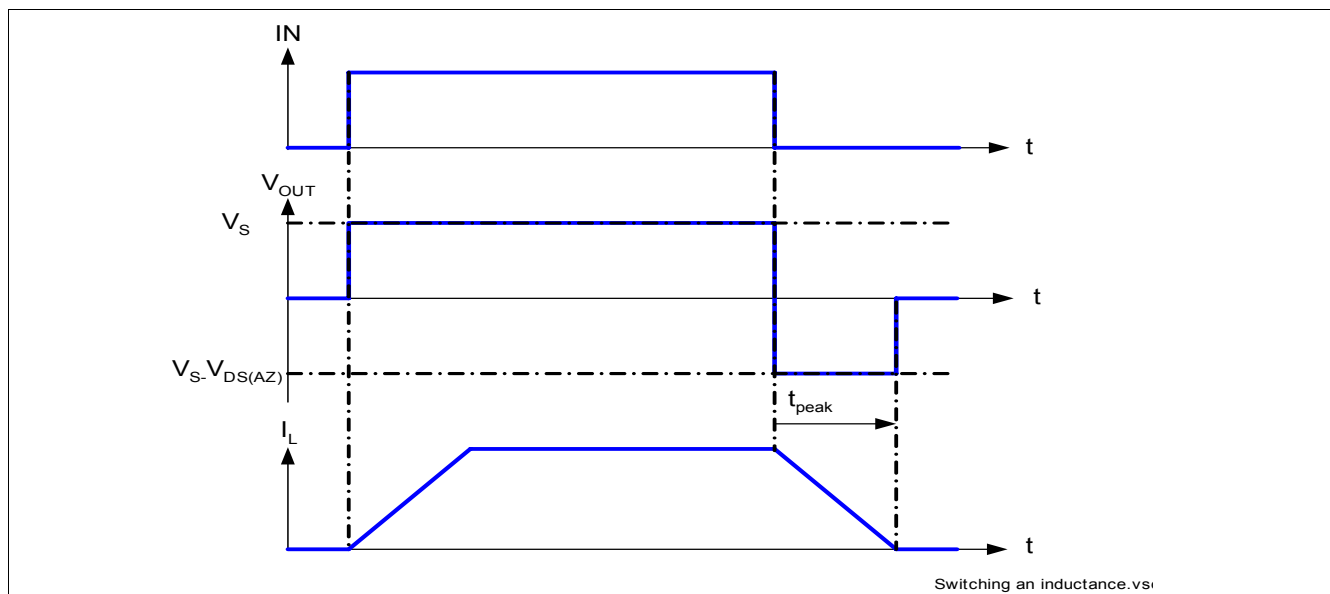 IN
t
V_OUT
V_S
t
V_S-V_DS(AZ)
t_peak
I_L
t
Switching an inductance.vs